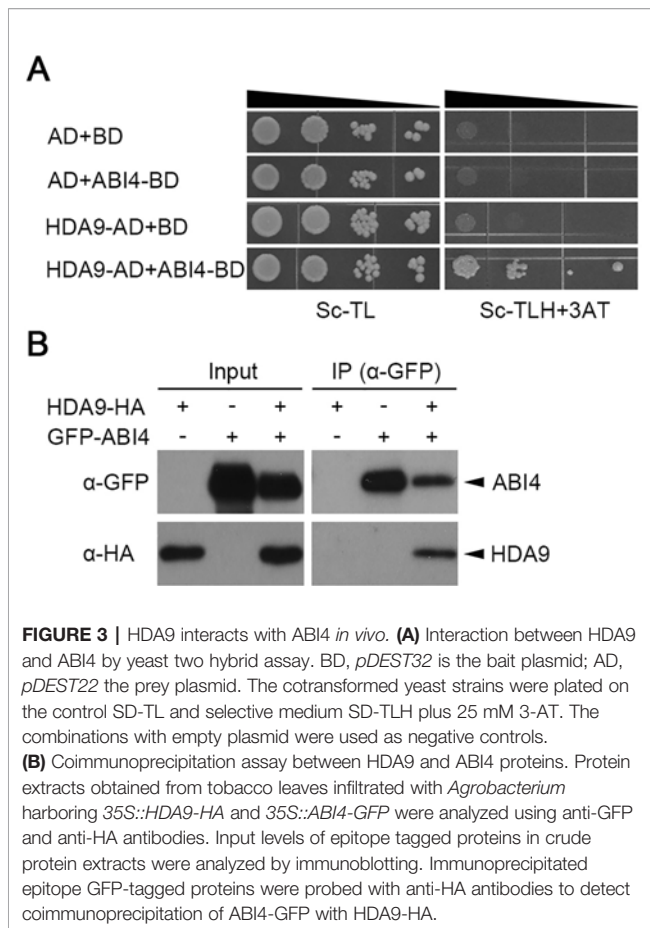 A
AD+BD
AD+ABI4-BD
HDA9-AD+BD
HDA9-AD+ABI4-BD
Sc-TL
Sc-TLH+3AT
B
Input
IP (α-GFP)
HDA9-HA + - + + - +
GFP-ABI4 - + + - + +
α-GFP
ABI4
α-HA
HDA9
FIGURE 3 | HDA9 interacts with ABI4 in vivo. (A) Interaction between HDA9
and ABI4 by yeast two hybrid assay. BD, pDEST32 is the bait plasmid; AD,
pDEST22 the prey plasmid. The cotransformed yeast strains were plated on
the control SD-TL and selective medium SD-TLH plus 25 mM 3-AT. The
combinations with empty plasmid were used as negative controls.
(B) Coimmunoprecipitation assay between HDA9 and ABI4 proteins. Protein
extracts obtained from tobacco leaves infiltrated with Agrobacterium
harboring 35S::HDA9-HA and 35S::ABI4-GFP were analyzed using anti-GFP
and anti-HA antibodies. Input levels of epitope tagged proteins in crude
protein extracts were analyzed by immunoblotting. Immunoprecipitated
epitope GFP-tagged proteins were probed with anti-HA antibodies to detect
coimmunoprecipitation of ABI4-GFP with HDA9-HA.